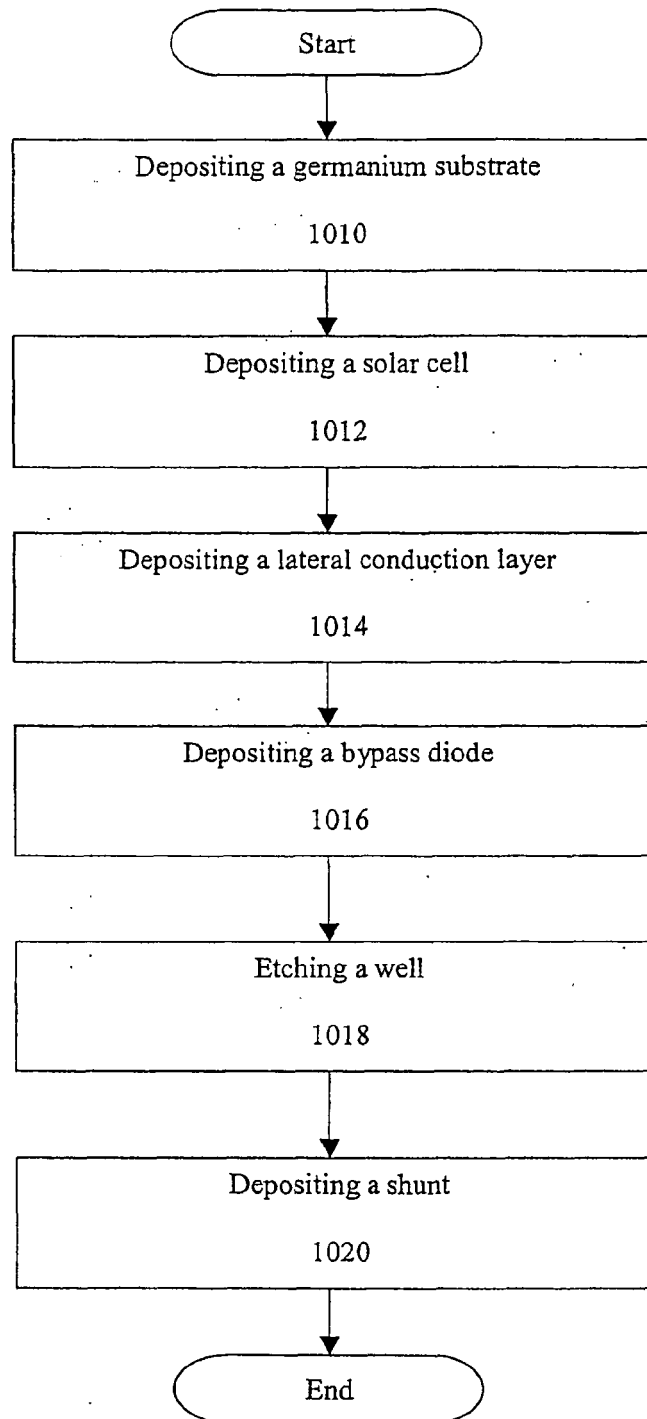 Start
Depositing a germanium substrate
1010
Depositing a solar cell
1012
Depositing a lateral conduction layer
1014
Depositing a bypass diode
1016
Etching a well
1018
Depositing a shunt
1020
End